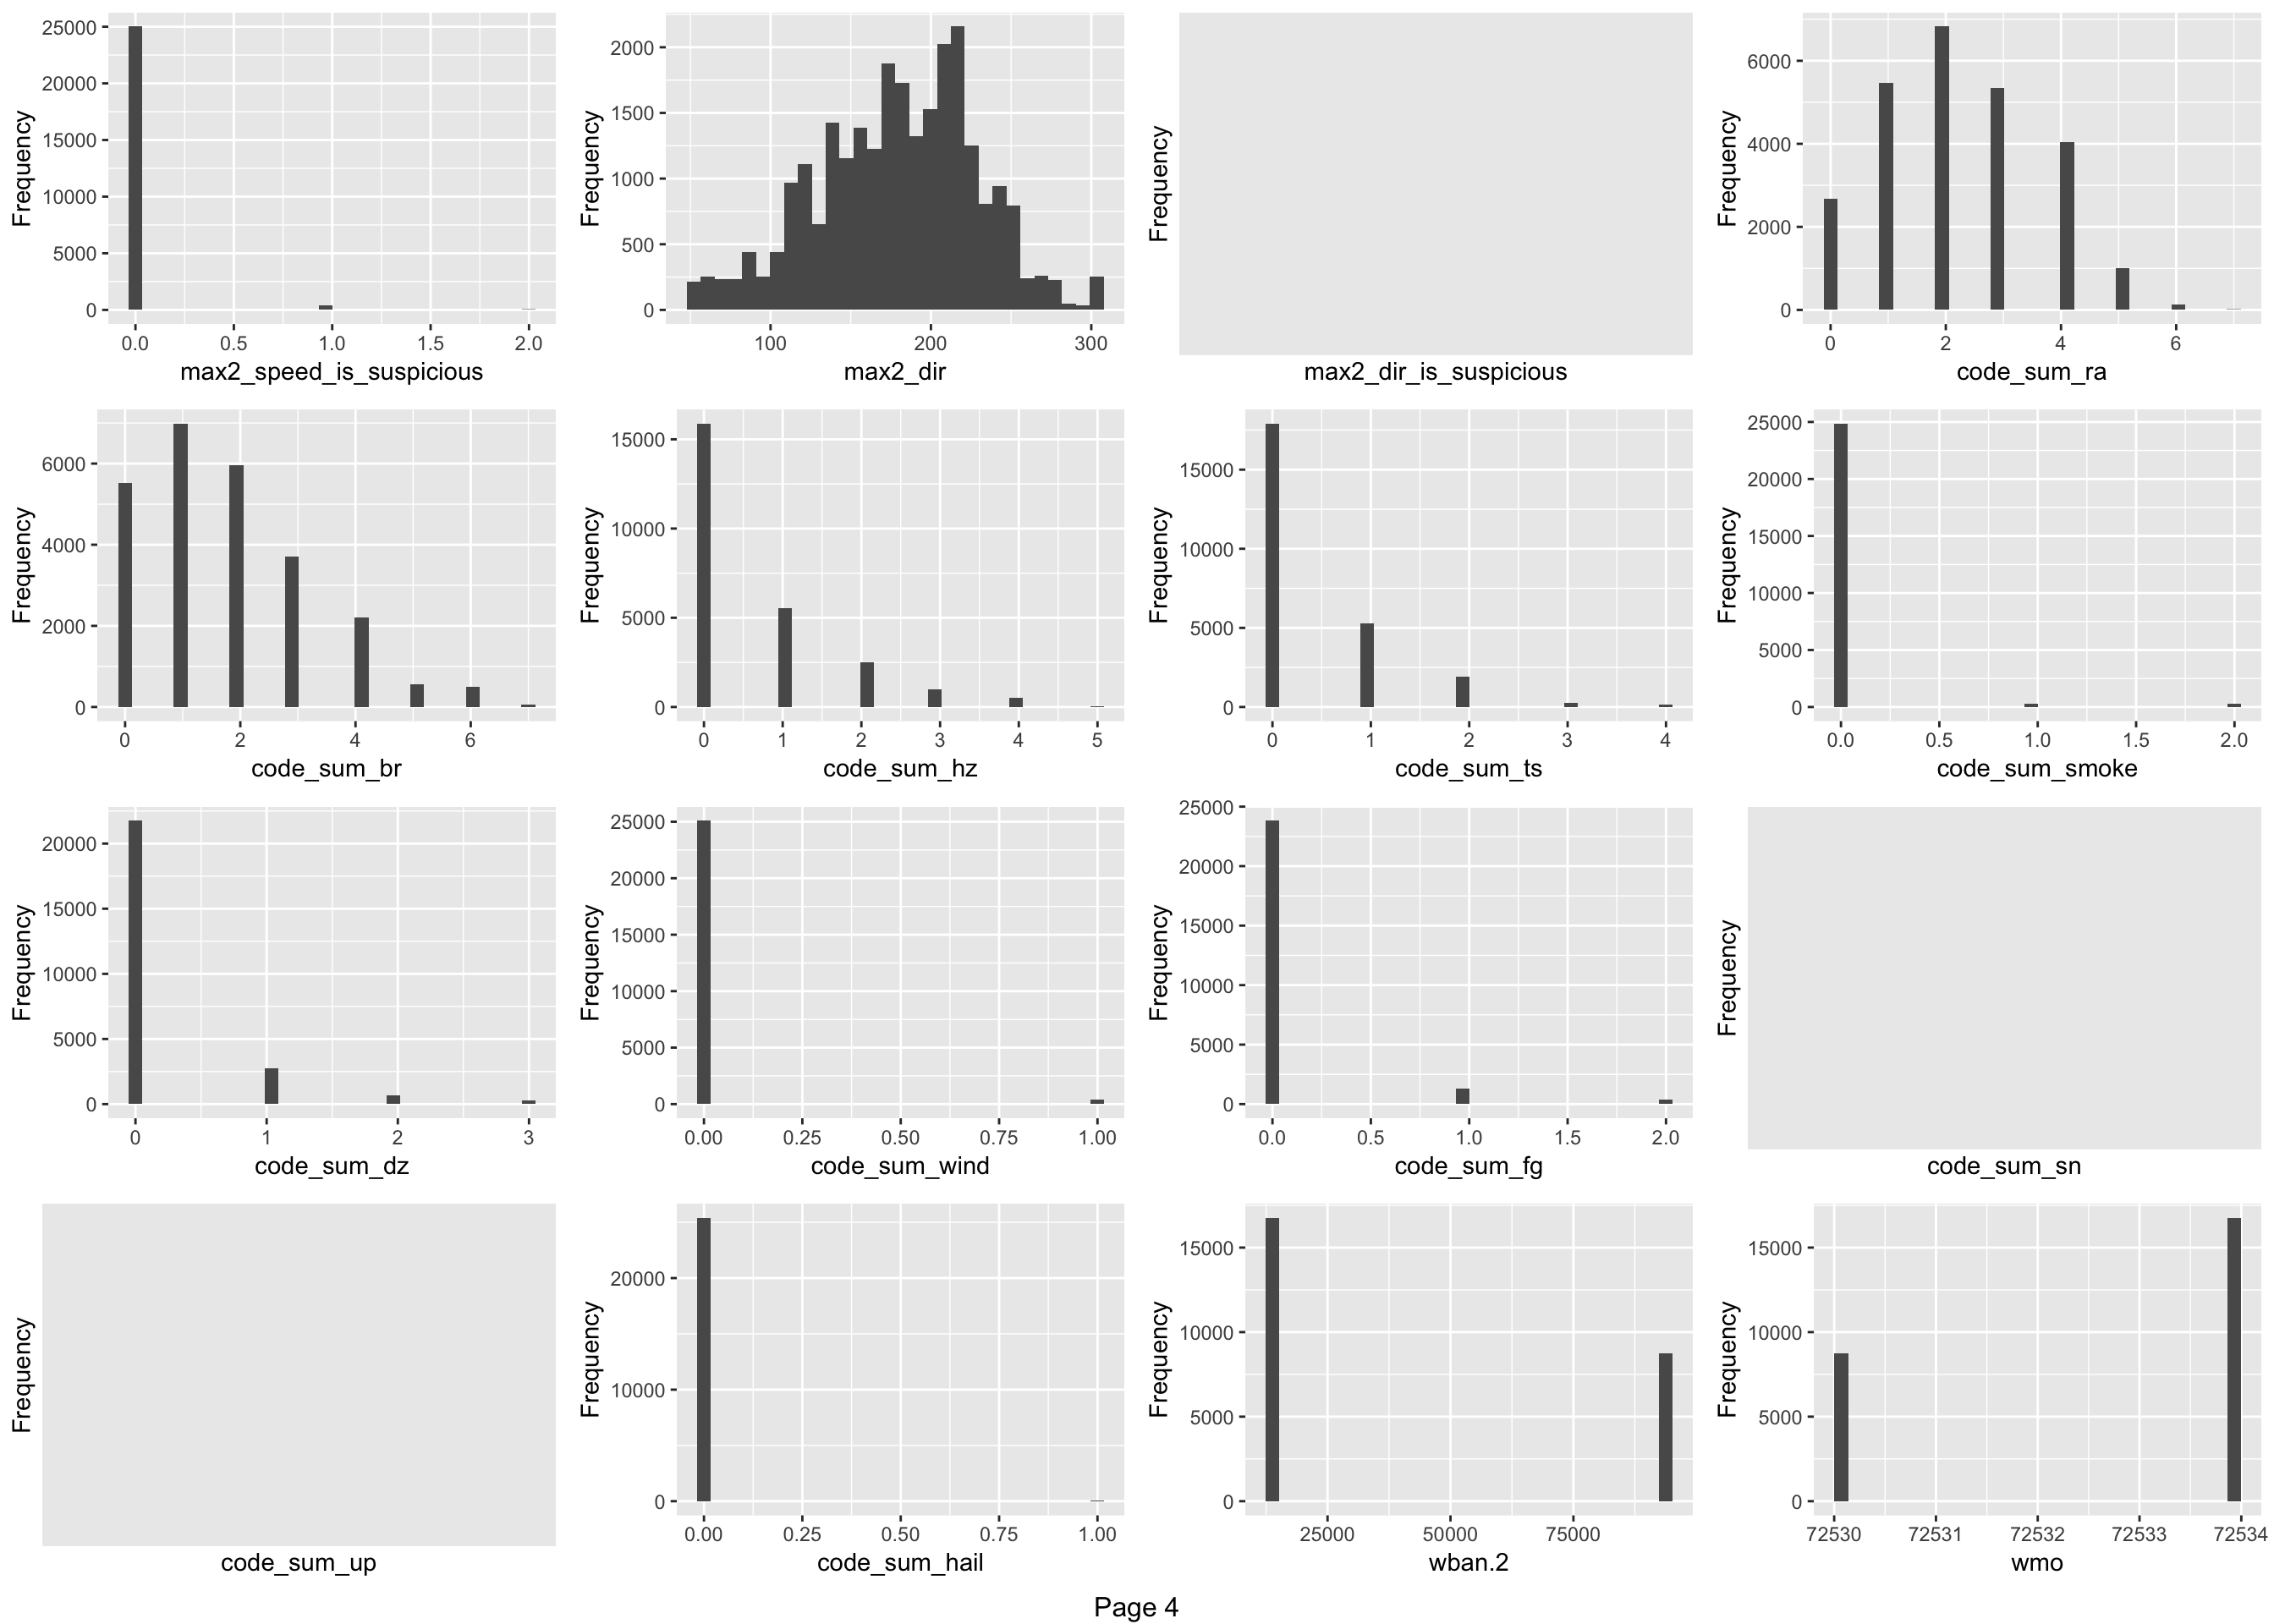 Frequency
25000
20000
15000
10000
5000
0
0.0 0.5 1.0 1.5 2.0
max2_speed_is_suspicious
Frequency
2000
1500
1000
500
0
100 200 300
max2_dir
Frequency
max2_dir_is_suspicious
Frequency
6000
4000
2000
0
0 2 4 6
code_sum_ra
Frequency
6000
4000
2000
0
0 2 4 6
code_sum_br
Frequency
15000
10000
5000
0
0 1 2 3 4 5
code_sum_hz
Frequency
15000
10000
5000
0
0 1 2 3 4
code_sum_ts
Frequency
25000
20000
15000
10000
5000
0
0.0 0.5 1.0 1.5 2.0
code_sum_smoke
Frequency
20000
15000
10000
5000
0
0 1 2 3
code_sum_dz
Frequency
25000
20000
15000
10000
5000
0
0.00 0.25 0.50 0.75 1.00
code_sum_wind
Frequency
25000
20000
15000
10000
5000
0
0.0 0.5 1.0 1.5 2.0
code_sum_fg
Frequency
code_sum_sn
Frequency
code_sum_up
Frequency
20000
10000
0
0.00 0.25 0.50 0.75 1.00
code_sum_hail
Frequency
15000
10000
5000
0
25000 50000 75000
wban.2
Frequency
15000
10000
5000
0
72530 72531 72532 72533 72534
wmo
Page 4